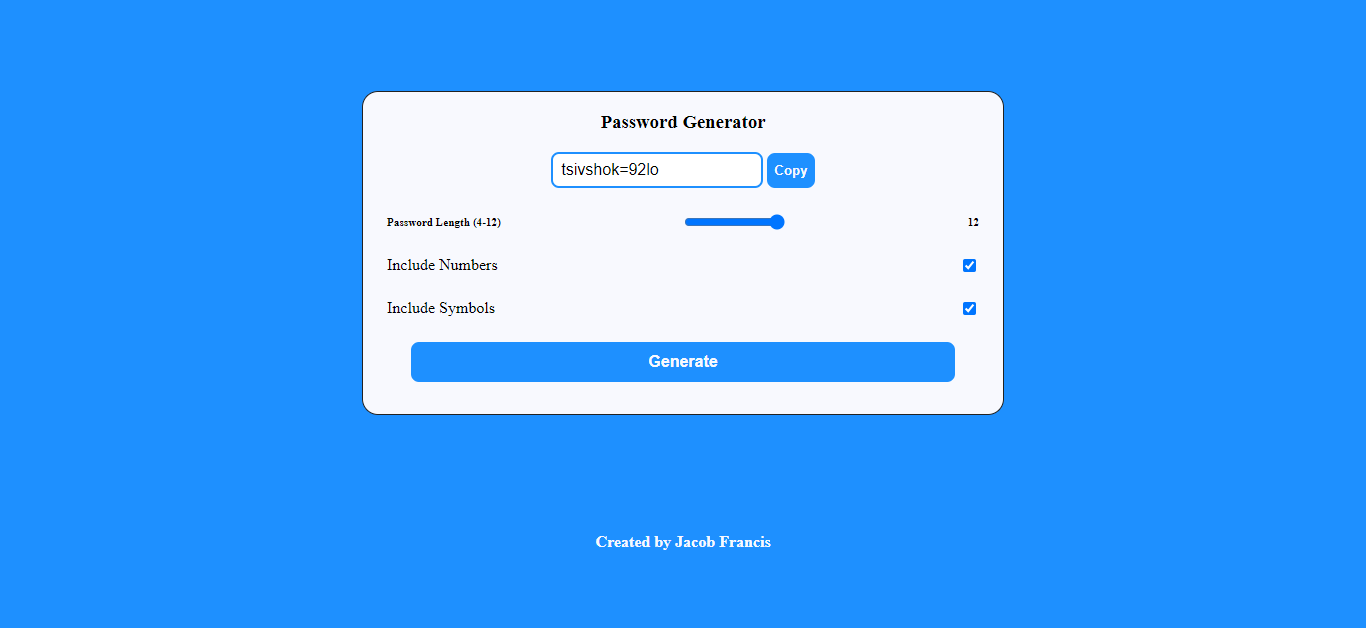 Password Generator
tsivshok=92lo Copy
Password Length (4-12) 12
Include Numbers
Include Symbols
Generate
Created by Jacob Francis